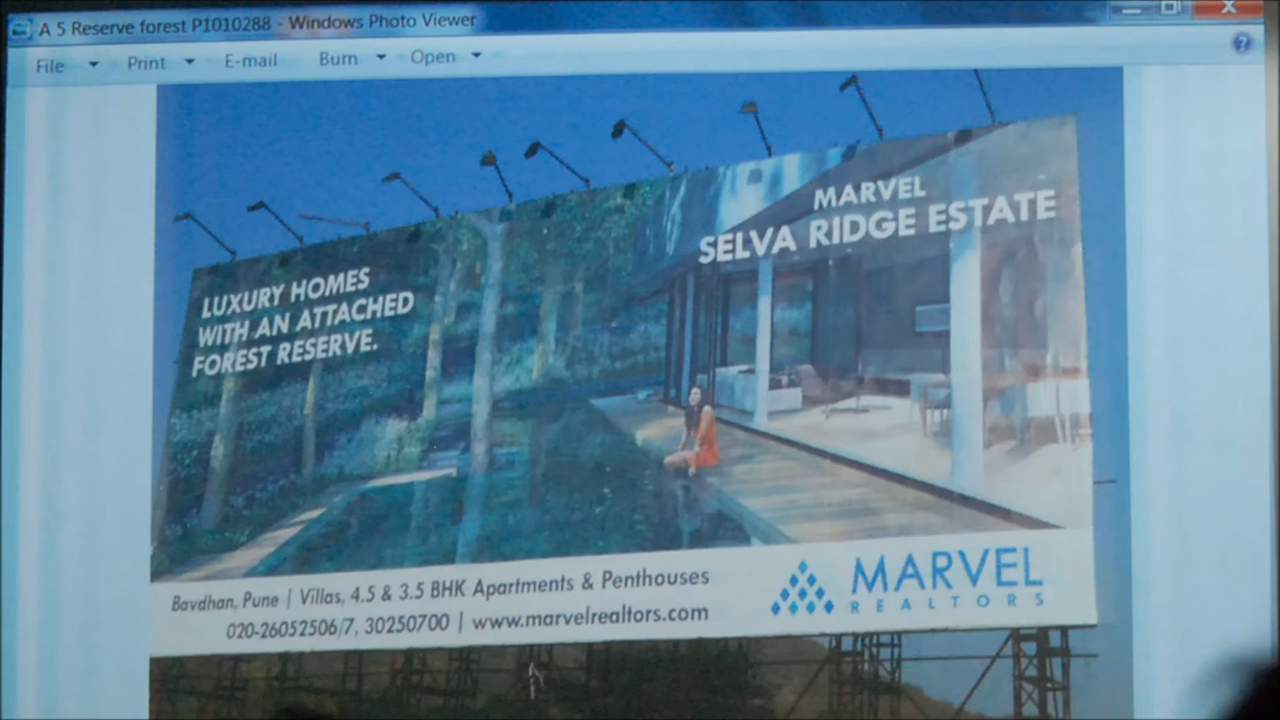 A 5 Reserve forest P1010288 - Windows Photo Viewer
File Print E-mail Burn Open
MARVEL
SELVA RIDGE ESTATE
LUXURY HOMES
WITH AN ATTACHED
FOREST RESERVE.
Bavdhan, Pune | Villas, 4.5 & 3.5 BHK Apartments & Penthouses
020-26052506/7, 30250700 | www.marvelrealtors.com
MARVEL
REALTORS